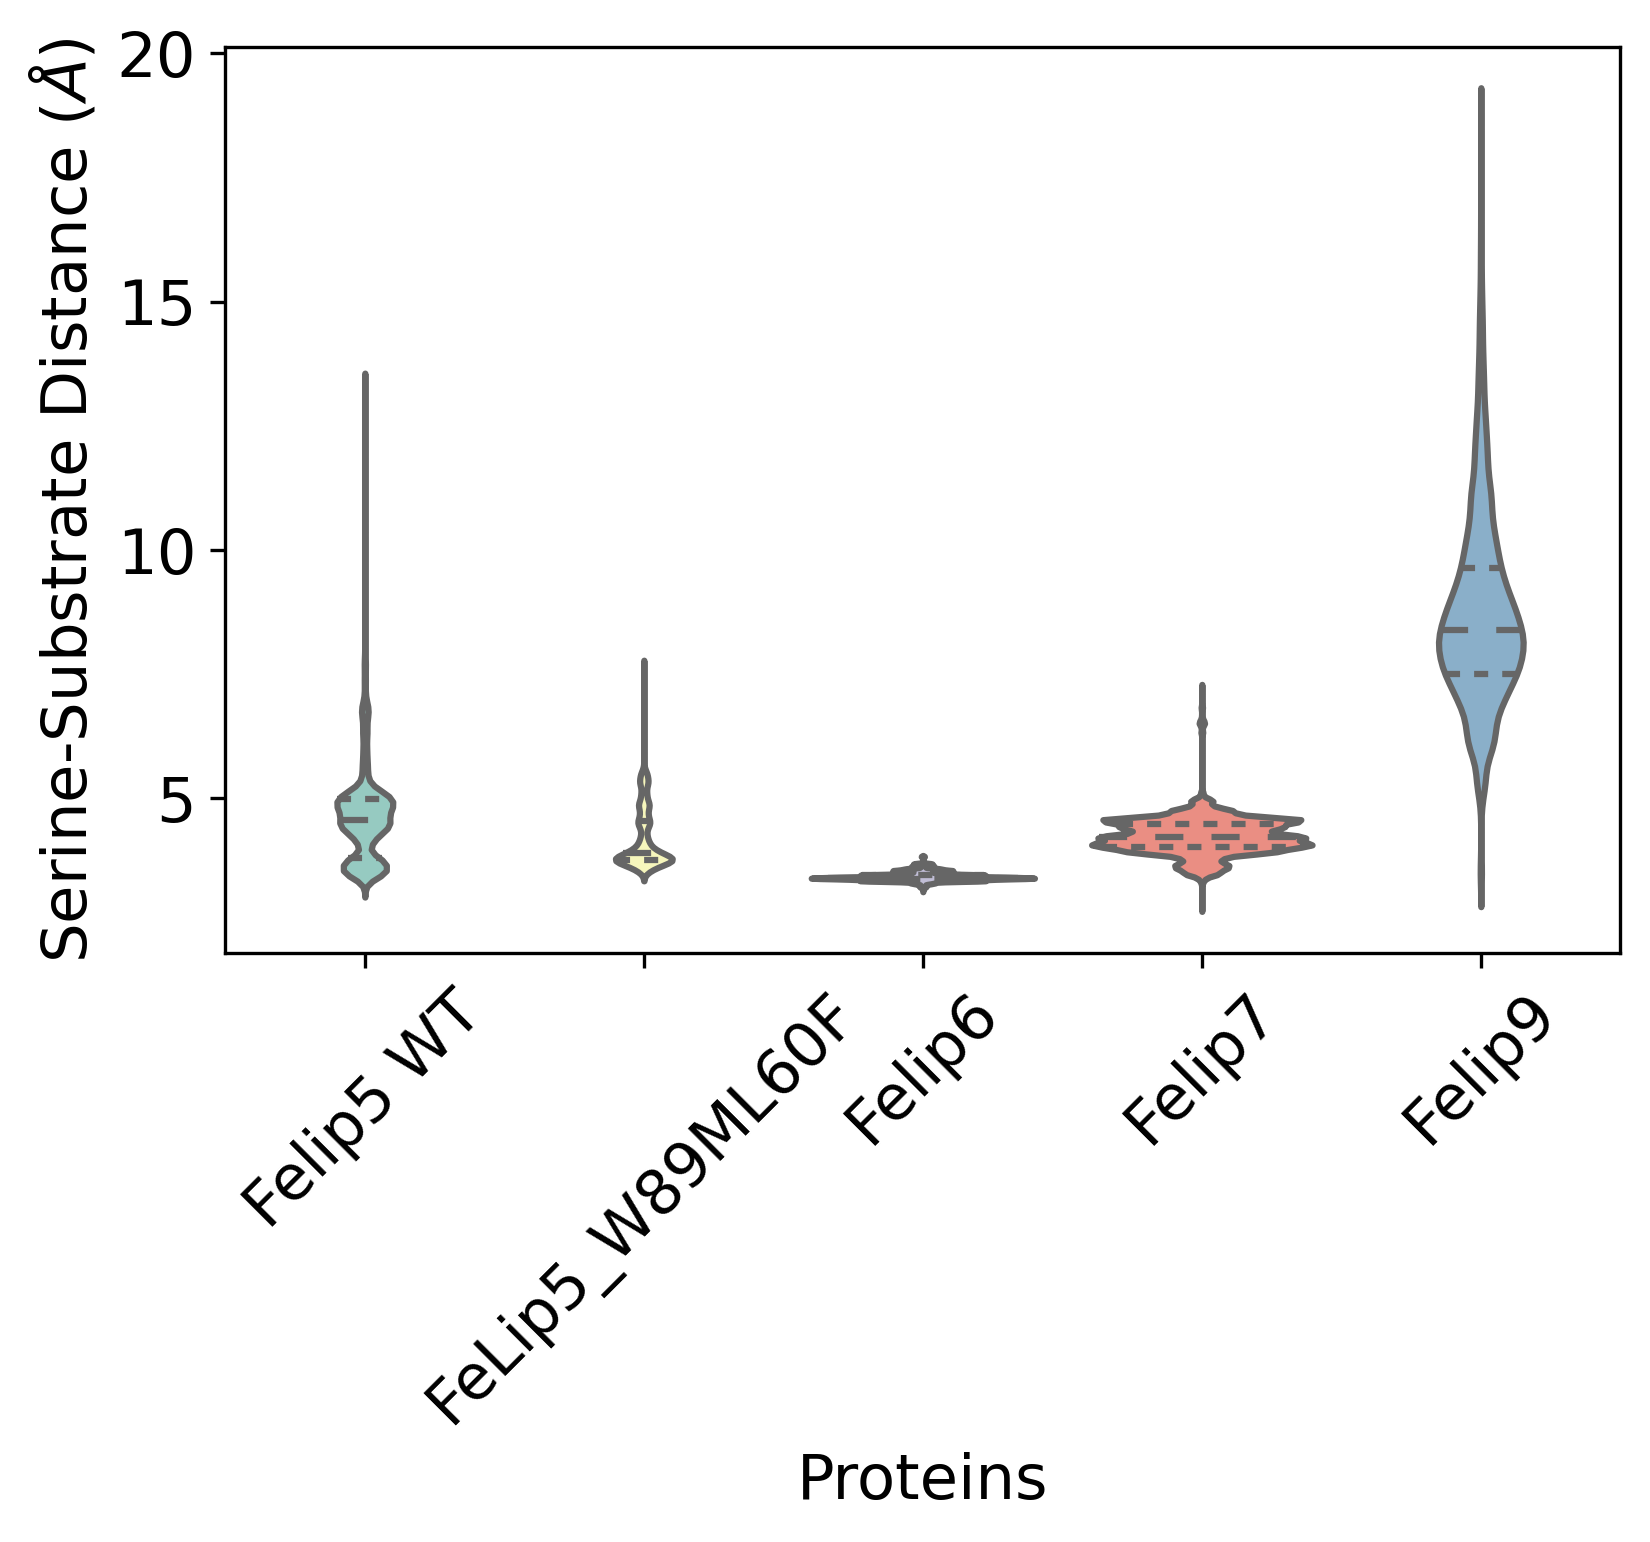 Serine-Substrate Distance (Å)
20
15
10
5
Felip5 WT
FeLip5_W89ML60F
Felip6
Felip7
Felip9
Proteins